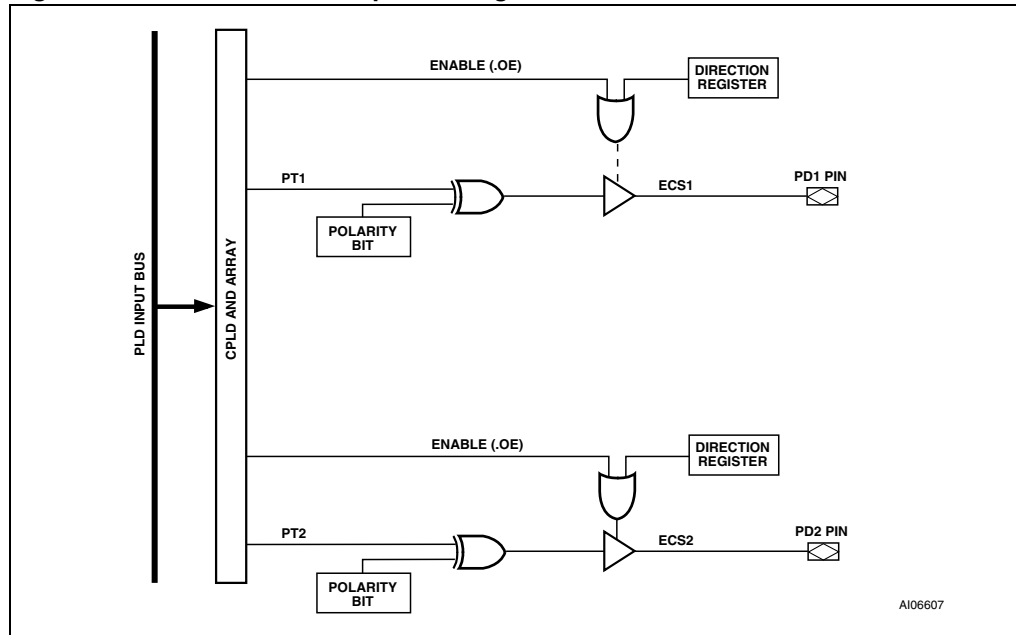 ENABLE (.OE)
DIRECTION
REGISTER
PT1
ECS1
PD1 PIN
POLARITY
BIT
PLD INPUT BUS
CPLD AND ARRAY
ENABLE (.OE)
DIRECTION
REGISTER
PT2
ECS2
PD2 PIN
POLARITY
BIT
AI06607